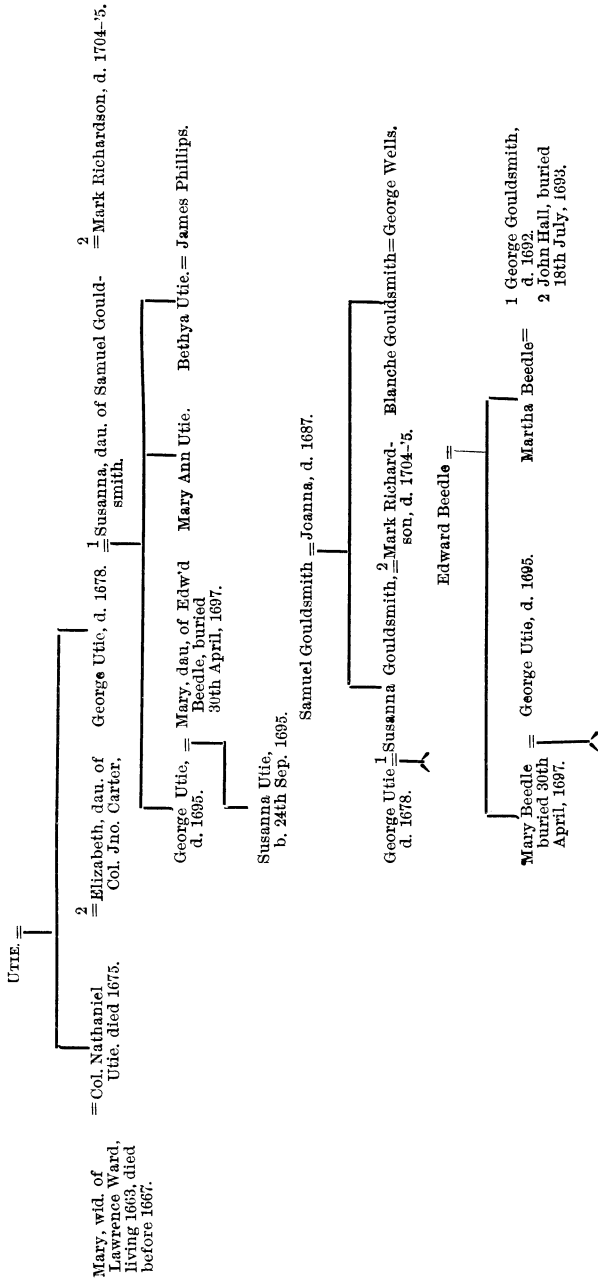 UTIE. =
Mary, wid. of
Lawrence Ward,
living 1663, died
before 1667.
= Col. Nathaniel
Utie. died 1675.
2
= Elizabeth, dau. of
Col. Jno. Carter,
George Utie, d. 1678.
1
= Susanna, dau. of Samuel Gould-
smith.
2
= Mark Richardson, d. 1704-'5.
George Utie,
d. 1695.
= Mary, dau. of Edw'd
Beedle, buried
30th April, 1697.
Mary Ann Utie.
Bethya Utie. = James Phillips.
Susanna Utie,
b. 24th Sep. 1695.
Samuel Gouldsmith = Joanna, d. 1687.
George Utie
d. 1678.
1
= Susanna Gouldsmith,
2
= Mark Richard-
son, d. 1704-'5.
Blanche Gouldsmith = George Wells.
Edward Beedle =
Mary Beedle
buried 30th
April, 1697.
= George Utie, d. 1695.
Martha Beedle =
1 George Gouldsmith,
d. 1692.
2 John Hall, buried
18th July, 1693.